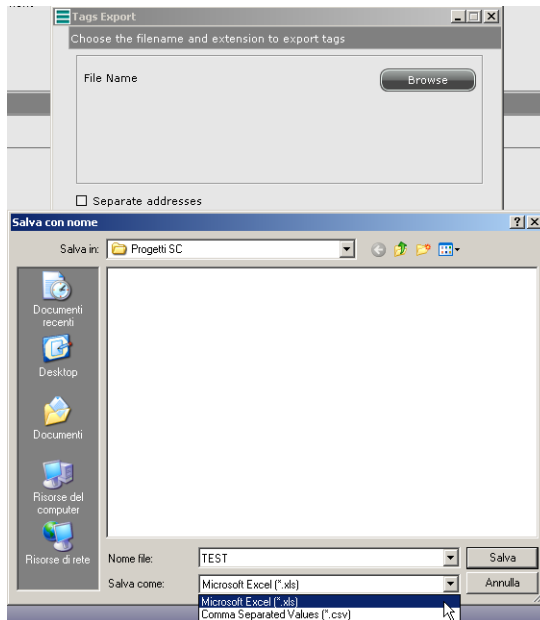 Tags Export
Choose the filename and extension to export tags
File Name
Browse
Separate addresses
Salva con nome
Salva in:
Progetti SC
Documenti
recenti
Desktop
Documenti
Risorse del
computer
Risorse di rete
Nome file:
TEST
Salva
Salva come:
Microsoft Excel (*.xls)
Annulla
Microsoft Excel (*.xls)
Comma Separated Values (*.csv)